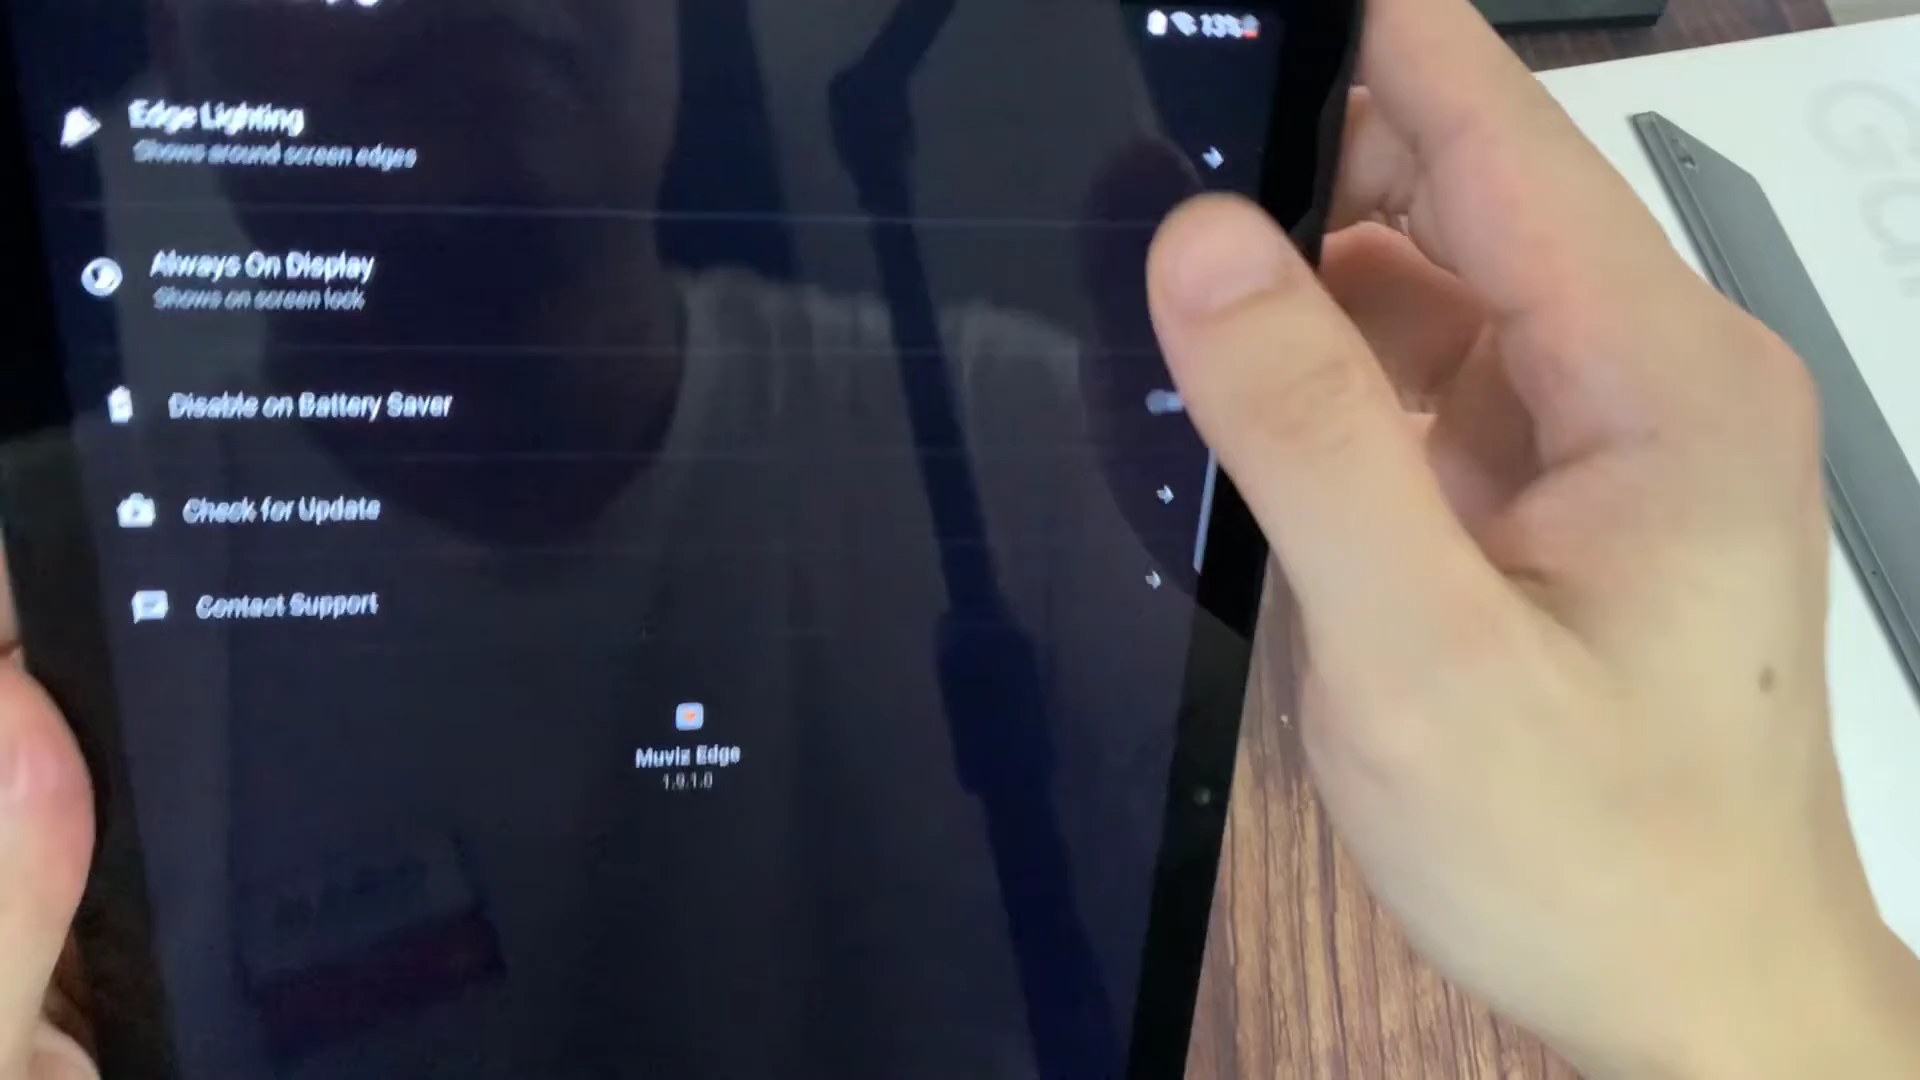 Edge Lighting
Shows around screen edges
Always On Display
Shows on screen lock
Disable on Battery Saver
Check for Update
Contact Support
Muviz Edge
1.9.1.0